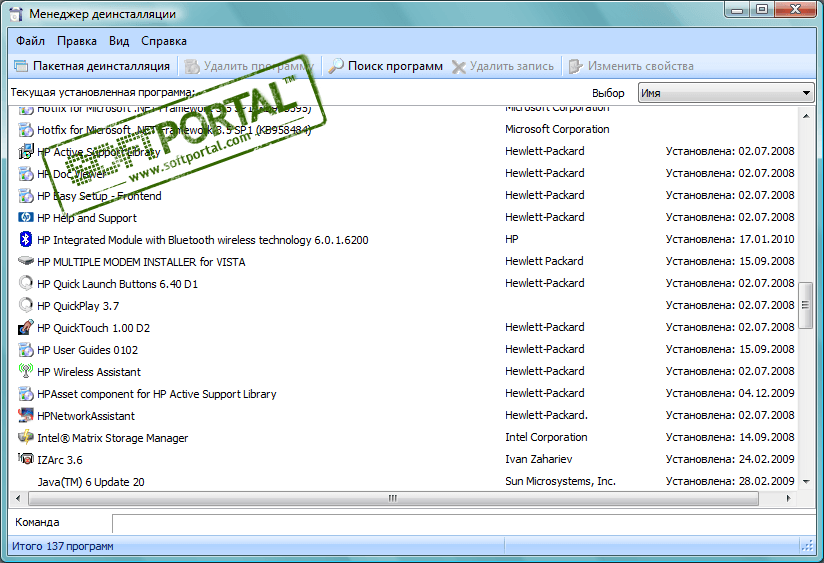 Менеджер деинсталляции
Файл Правка Вид Справка
Пакетная деинсталляция Удалить программу Поиск программ Удалить запись Изменить свойства
Текущая установленная программа: Выбор Имя
Hotfix for Microsoft .NET Framework 3.5 SP1 (KB953595) Microsoft Corporation
Hotfix for Microsoft .NET Framework 3.5 SP1 (KB958484) Microsoft Corporation
HP Active Support Library Hewlett-Packard Установлена: 02.07.2008
HP Doc Viewer Hewlett-Packard Установлена: 02.07.2008
HP Easy Setup - Frontend Hewlett-Packard Установлена: 02.07.2008
HP Help and Support Hewlett-Packard Установлена: 02.07.2008
HP Integrated Module with Bluetooth wireless technology 6.0.1.6200 HP Установлена: 17.01.2010
HP MULTIPLE MODEM INSTALLER for VISTA Hewlett Packard Установлена: 15.09.2008
HP Quick Launch Buttons 6.40 D1 Hewlett-Packard Установлена: 02.07.2008
HP QuickPlay 3.7 Установлена: 02.07.2008
HP QuickTouch 1.00 D2 Hewlett-Packard Установлена: 02.07.2008
HP User Guides 0102 Hewlett-Packard Установлена: 15.09.2008
HP Wireless Assistant Hewlett-Packard Установлена: 02.07.2008
HPAsset component for HP Active Support Library Hewlett-Packard Установлена: 04.12.2009
HPNetworkAssistant Hewlett-Packard. Установлена: 02.07.2008
Intel® Matrix Storage Manager Intel Corporation Установлена: 14.09.2008
IZArc 3.6 Ivan Zahariev Установлена: 24.02.2009
Java(TM) 6 Update 20 Sun Microsystems, Inc. Установлена: 28.02.2009
Команда
Итого 137 программ
SOFTPORTAL™
www.softportal.com